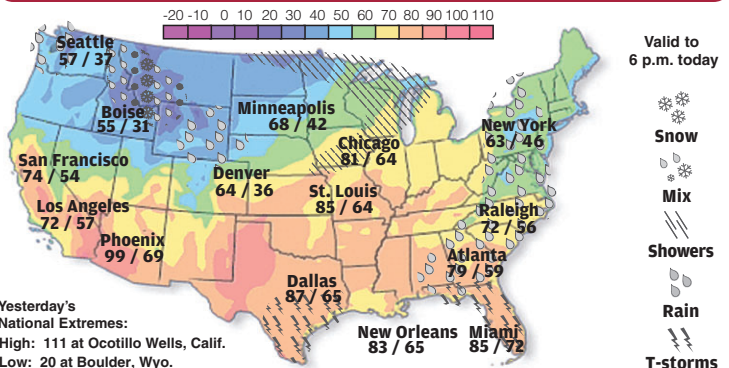 -20 -10 0 10 20 30 40 50 60 70 80 90 100 110
Seattle
57 / 37
Boise
55 / 31
Minneapolis
68 / 42
New York
63 / 46
Chicago
81 / 64
San Francisco
74 / 54
Denver
64 / 36
St. Louis
85 / 64
Los Angeles
72 / 57
Raleigh
72 / 56
Phoenix
99 / 69
Atlanta
79 / 59
Dallas
87 / 65
New Orleans
83 / 65
Miami
85 / 72
Yesterday's
National Extremes:
High: 111 at Ocotillo Wells, Calif.
Low: 20 at Boulder, Wyo.
Valid to
6 p.m. today
Snow
Mix
Showers
Rain
T-storms